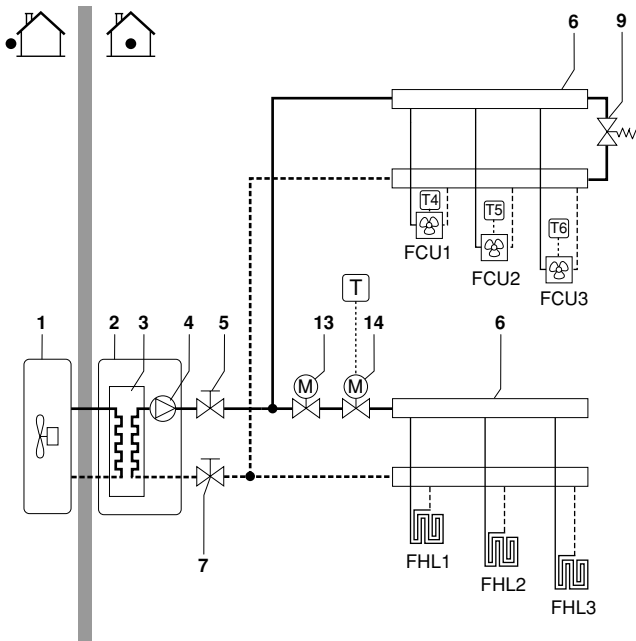 6 9
T4
T5
T6
FCU1
FCU2
FCU3
T
1 2 3 4 5 13 14 6
M M
7
FHL1
FHL2
FHL3